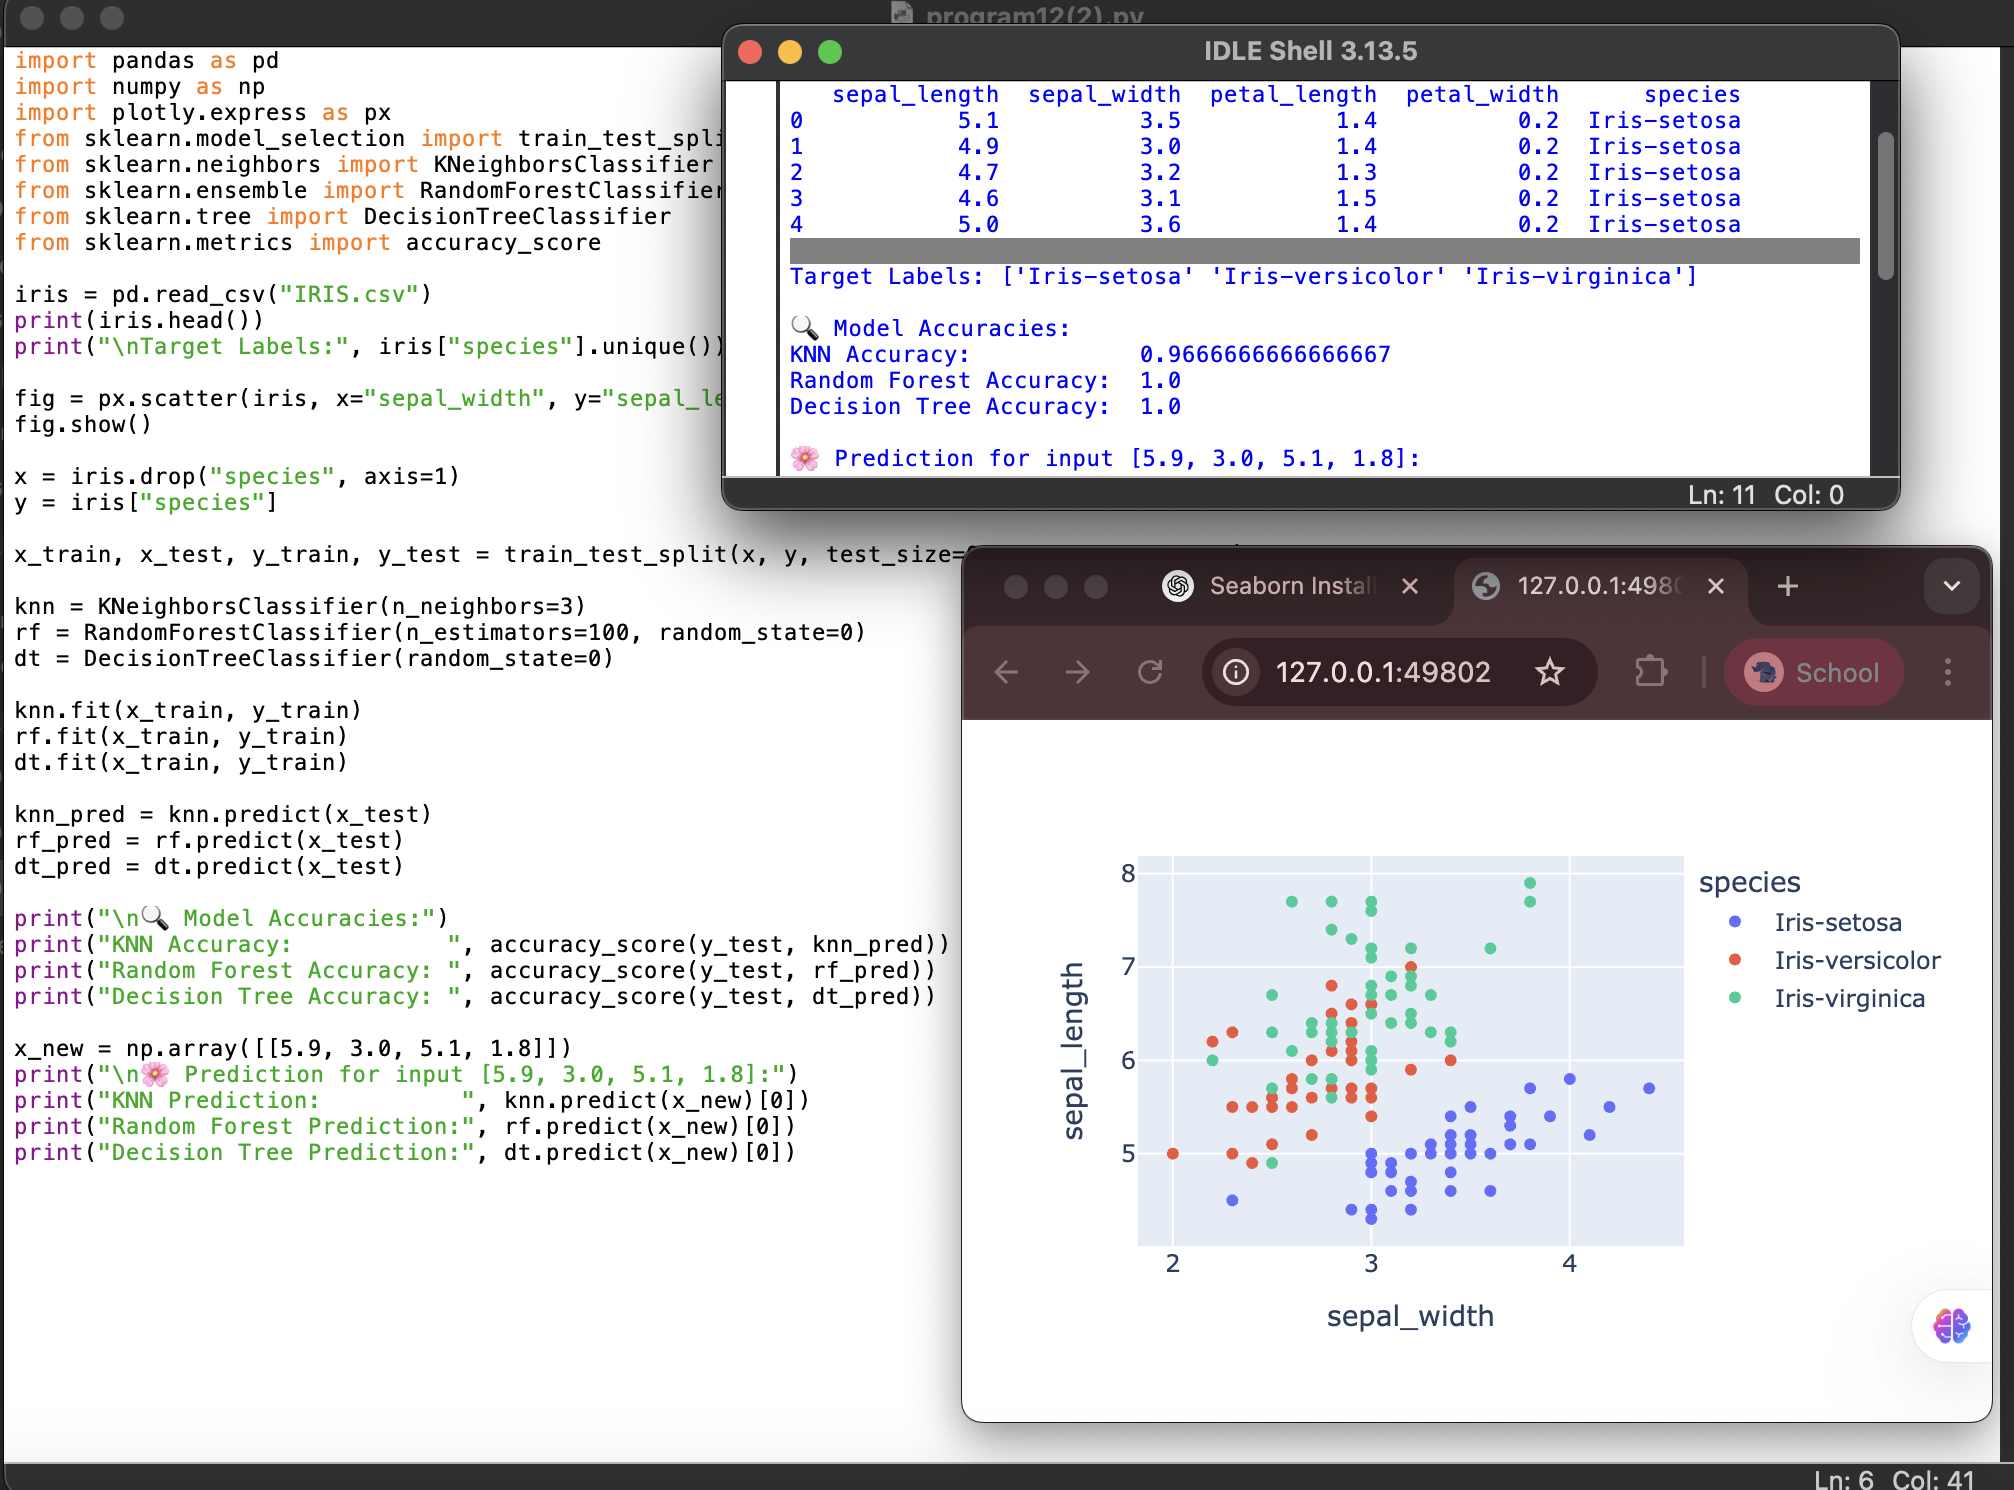 program12(2).py
import pandas as pd
import numpy as np
import plotly.express as px
from sklearn.model_selection import train_test_spli
from sklearn.neighbors import KNeighborsClassifier
from sklearn.ensemble import RandomForestClassifier
from sklearn.tree import DecisionTreeClassifier
from sklearn.metrics import accuracy_score
iris = pd.read_csv("IRIS.csv")
print(iris.head())
print("\nTarget Labels:", iris["species"].unique())
fig = px.scatter(iris, x="sepal_width", y="sepal_le
fig.show()
x = iris.drop("species", axis=1)
y = iris["species"]
x_train, x_test, y_train, y_test = train_test_split(x, y, test_size=
knn = KNeighborsClassifier(n_neighbors=3)
rf = RandomForestClassifier(n_estimators=100, random_state=0)
dt = DecisionTreeClassifier(random_state=0)
knn.fit(x_train, y_train)
rf.fit(x_train, y_train)
dt.fit(x_train, y_train)
knn_pred = knn.predict(x_test)
rf_pred = rf.predict(x_test)
dt_pred = dt.predict(x_test)
print("\n🔍 Model Accuracies:")
print("KNN Accuracy:           ", accuracy_score(y_test, knn_pred))
print("Random Forest Accuracy: ", accuracy_score(y_test, rf_pred))
print("Decision Tree Accuracy: ", accuracy_score(y_test, dt_pred))
x_new = np.array([[5.9, 3.0, 5.1, 1.8]])
print("\n🌸 Prediction for input [5.9, 3.0, 5.1, 1.8]:")
print("KNN Prediction:          ", knn.predict(x_new)[0])
print("Random Forest Prediction:", rf.predict(x_new)[0])
print("Decision Tree Prediction:", dt.predict(x_new)[0])
Ln: 6 Col: 41
IDLE Shell 3.13.5
sepal_length sepal_width petal_length petal_width species
0 5.1 3.5 1.4 0.2 Iris-setosa
1 4.9 3.0 1.4 0.2 Iris-setosa
2 4.7 3.2 1.3 0.2 Iris-setosa
3 4.6 3.1 1.5 0.2 Iris-setosa
4 5.0 3.6 1.4 0.2 Iris-setosa
Target Labels: ['Iris-setosa' 'Iris-versicolor' 'Iris-virginica']
🔍 Model Accuracies:
KNN Accuracy:            0.9666666666666667
Random Forest Accuracy:  1.0
Decision Tree Accuracy:  1.0
🌸 Prediction for input [5.9, 3.0, 5.1, 1.8]:
Ln: 11 Col: 0
Seaborn Install
127.0.0.1:4980
127.0.0.1:49802
School
8
7
6
5
sepal_length
2 3 4
sepal_width
species
Iris-setosa
Iris-versicolor
Iris-virginica